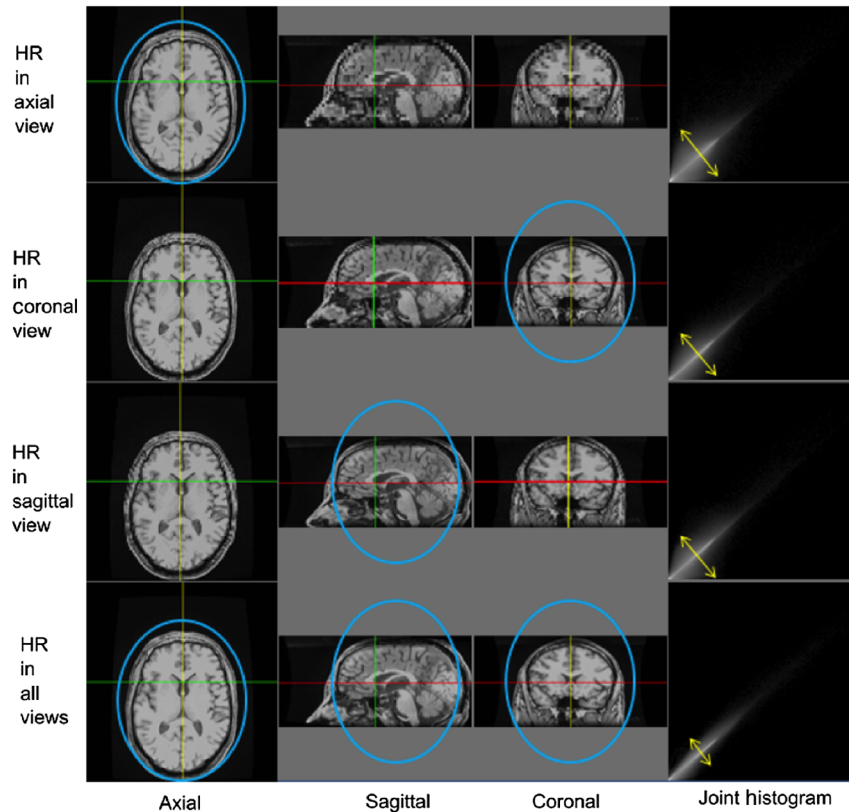 HR
in
axial
view
HR
in
coronal
view
HR
in
sagittal
view
HR
in
all
views
Axial
Sagittal
Coronal
Joint histogram